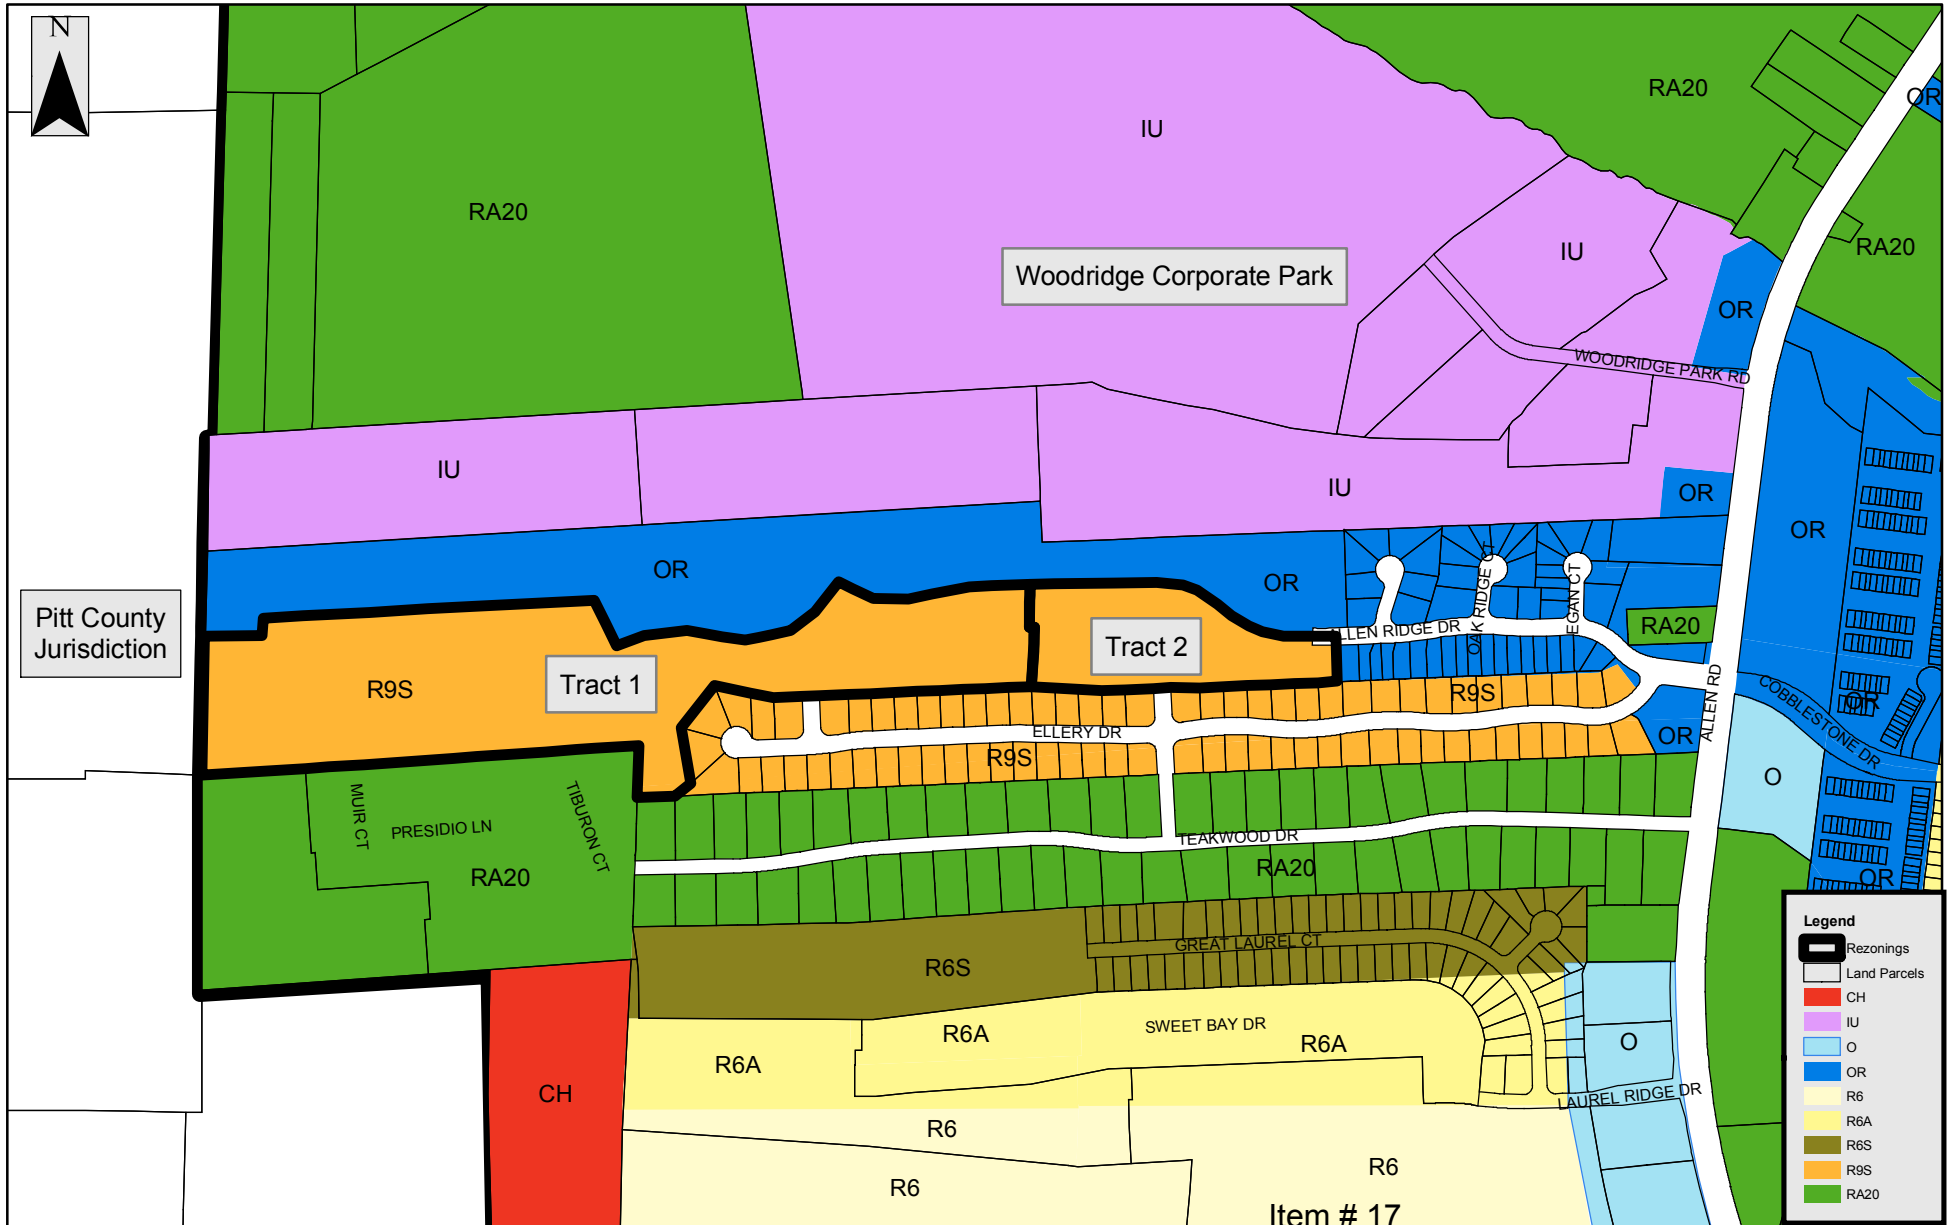 N
RA20
OR
IU
RA20
IU
RA20
Woodridge Corporate Park
OR
WOODRIDGE PARK RD
IU
IU
OR
OR
OR
OR
Pitt County
Jurisdiction
ALLEN RIDGE DR
OAK RIDGE CT
EGAN CT
RA20
Tract 2
Tract 1
R9S
R9S
ALLEN RD
COBBLESTONE DR
OR
ELLERY DR
R9S
OR
O
MUIR CT
PRESIDIO LN
TIBURON CT
RA20
TEAKWOOD DR
RA20
OR
GREAT LAUREL CT
R6S
SWEET BAY DR
R6A
R6A
R6A
O
CH
LAUREL RIDGE DR
R6
R6
R6
Item # 17
Legend
Rezonings
Land Parcels
CH
IU
O
OR
R6
R6A
R6S
R9S
RA20